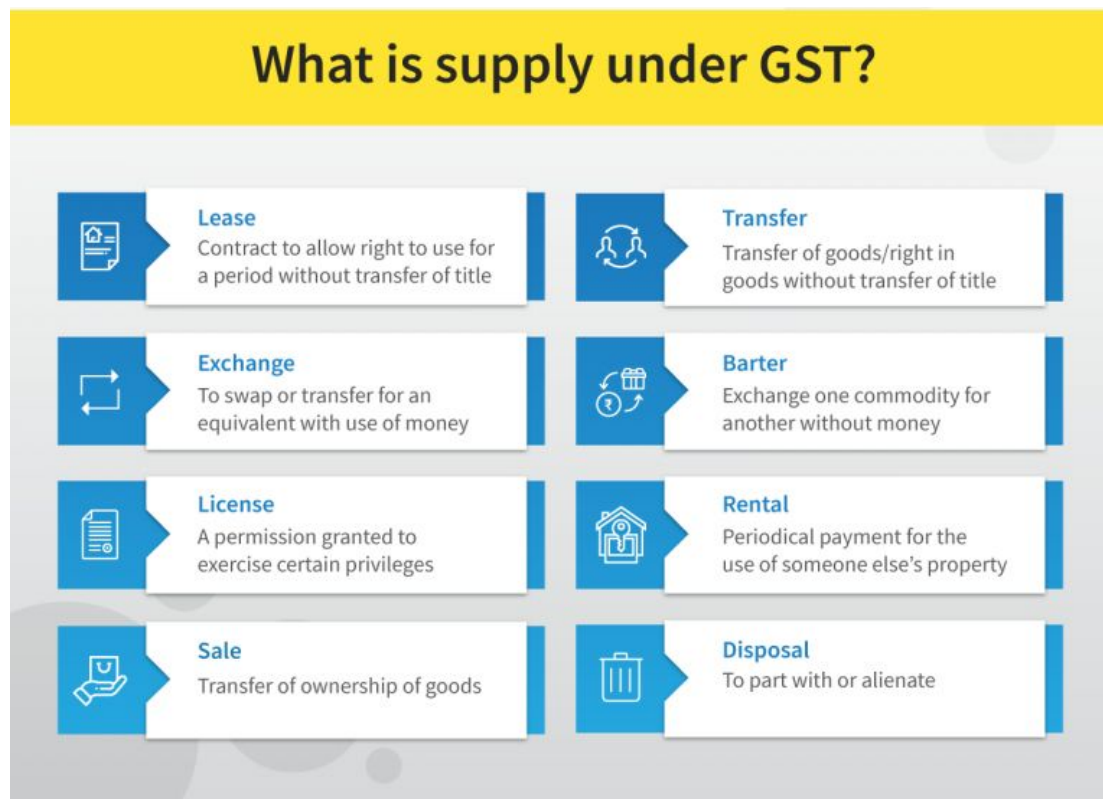 What is supply under GST?
Lease
Contract to allow right to use for
a period without transfer of title
Transfer
Transfer of goods/right in
goods without transfer of title
Exchange
To swap or transfer for an
equivalent with use of money
Barter
Exchange one commodity for
another without money
₹
License
A permission granted to
exercise certain privileges
Rental
Periodical payment for the
use of someone else's property
Sale
Transfer of ownership of goods
Disposal
To part with or alienate